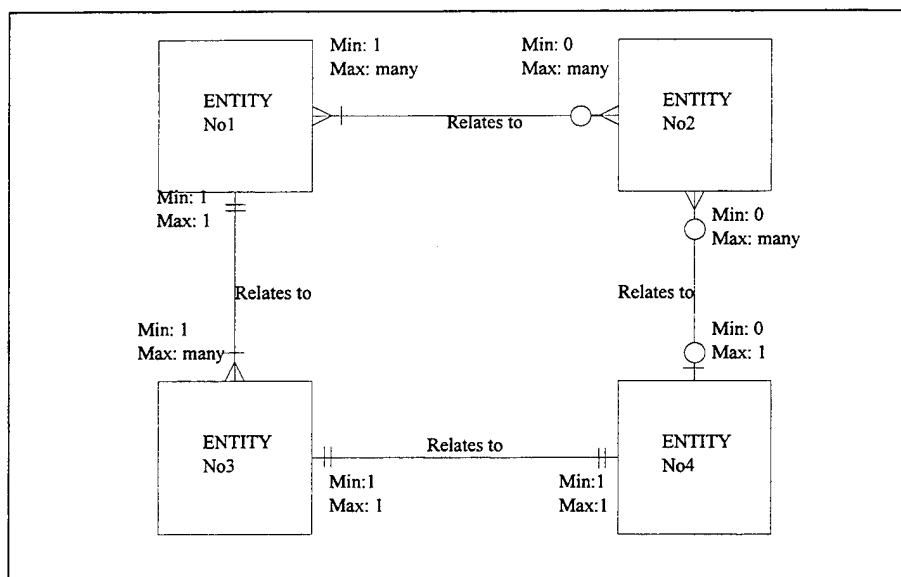 Min: 1
Max: many
Min: 0
Max: many
ENTITY
No1
Relates to
ENTITY
No2
Min: 1
Max: 1
Min: 0
Max: many
Relates to
Relates to
Min: 1
Max: many
Min: 0
Max: 1
ENTITY
No3
Relates to
ENTITY
No4
Min:1
Max: 1
Min:1
Max:1